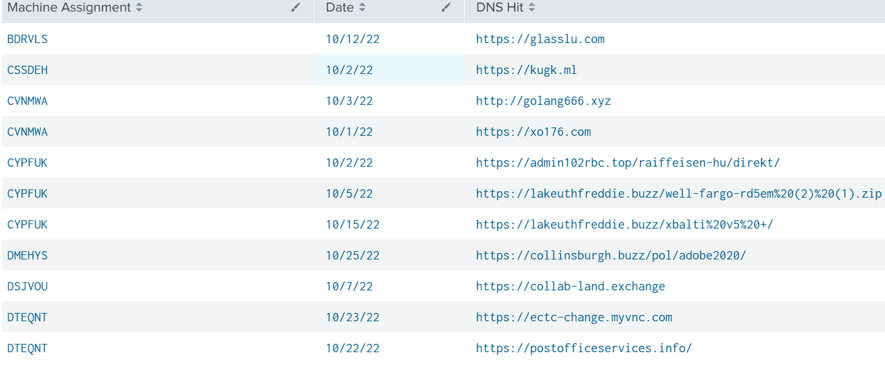 Machine Assignment Date DNS Hit
BDRVLS 10/12/22 https://glasslu.com
CSSDEH 10/2/22 https://kugk.ml
CVNMWA 10/3/22 http://golang666.xyz
CVNMWA 10/1/22 https://xo176.com
CYPFUK 10/2/22 https://admin102rbc.top/raiffeisen-hu/direkt/
CYPFUK 10/5/22 https://lakeuthfreddie.buzz/well-fargo-rd5em%20(2)%20(1).zip
CYPFUK 10/15/22 https://lakeuthfreddie.buzz/xbalti%20v5%20+/
DMEHYS 10/25/22 https://collinsburgh.buzz/pol/adobe2020/
DSJVOU 10/7/22 https://collab-land.exchange
DTEQNT 10/23/22 https://ectc-change.myvnc.com
DTEQNT 10/22/22 https://postofficeservices.info/